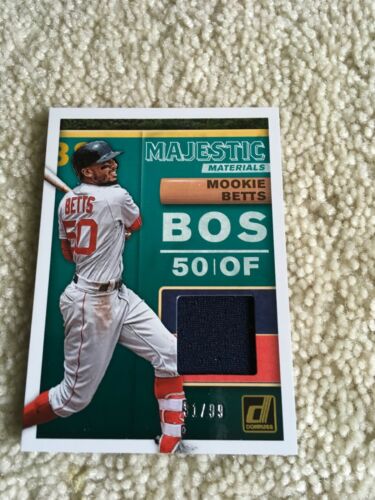 MAJESTIC
MATERIALS
MOOKIE
BETTS
BOS
50|OF
BETTS
50
/99
DONRUSS